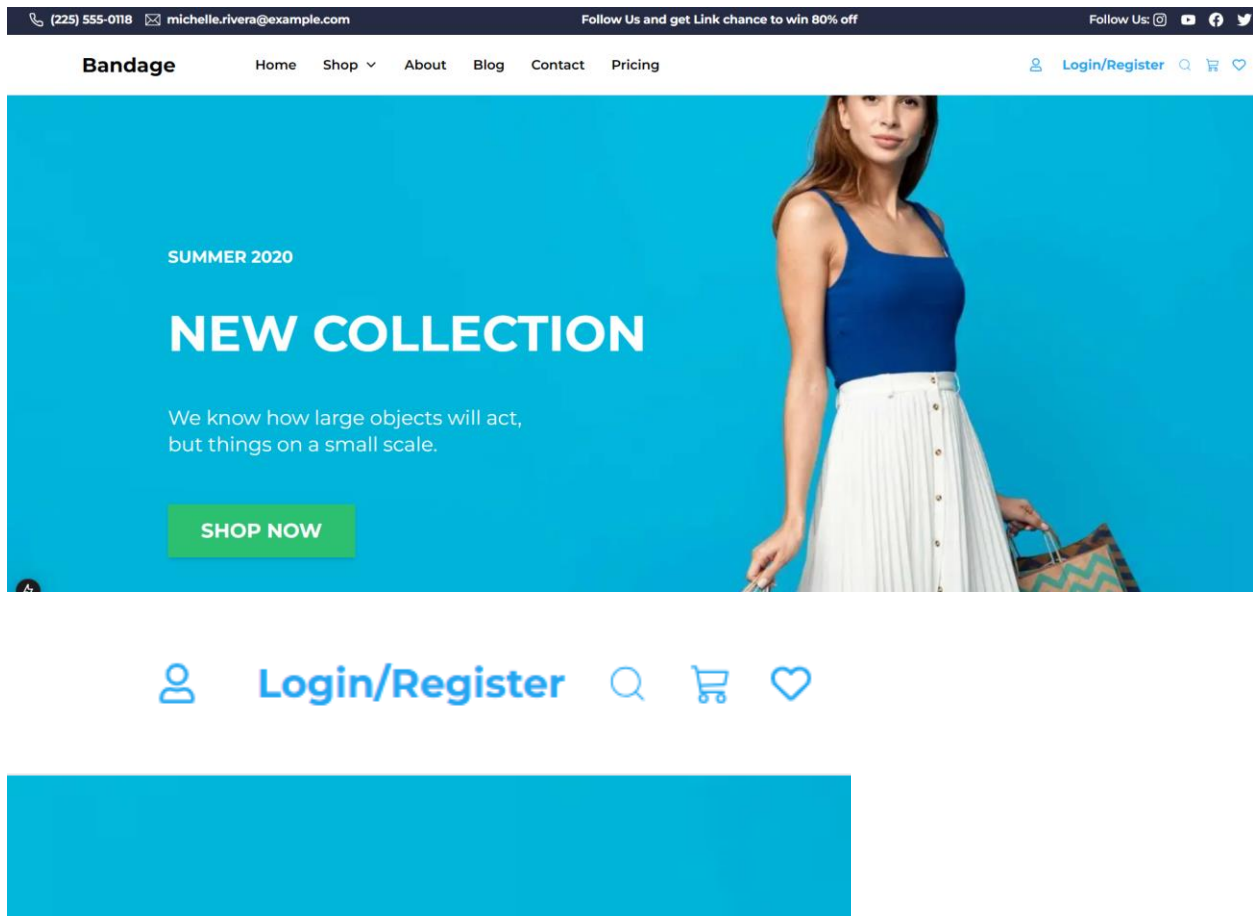 (225) 555-0118 michelle.rivera@example.com Follow Us and get Link chance to win 80% off Follow Us:
Bandage Home Shop About Blog Contact Pricing Login/Register
SUMMER 2020
NEW COLLECTION
We know how large objects will act,
but things on a small scale.
SHOP NOW
Login/Register